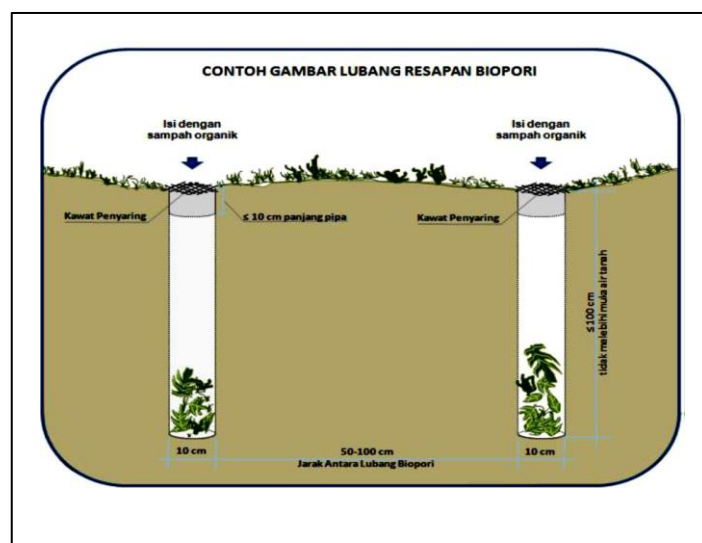 CONTOH GAMBAR LUBANG RESAPAN BIOPORI
Isi dengan
sampah organik
Isi dengan
sampah organik
Kawat Penyaring
≤ 10 cm panjang pipa
Kawat Penyaring
≤100 cm
tidak melebihi muka air tanah
10 cm
50-100 cm
10 cm
Jarak Antara Lubang Biopori